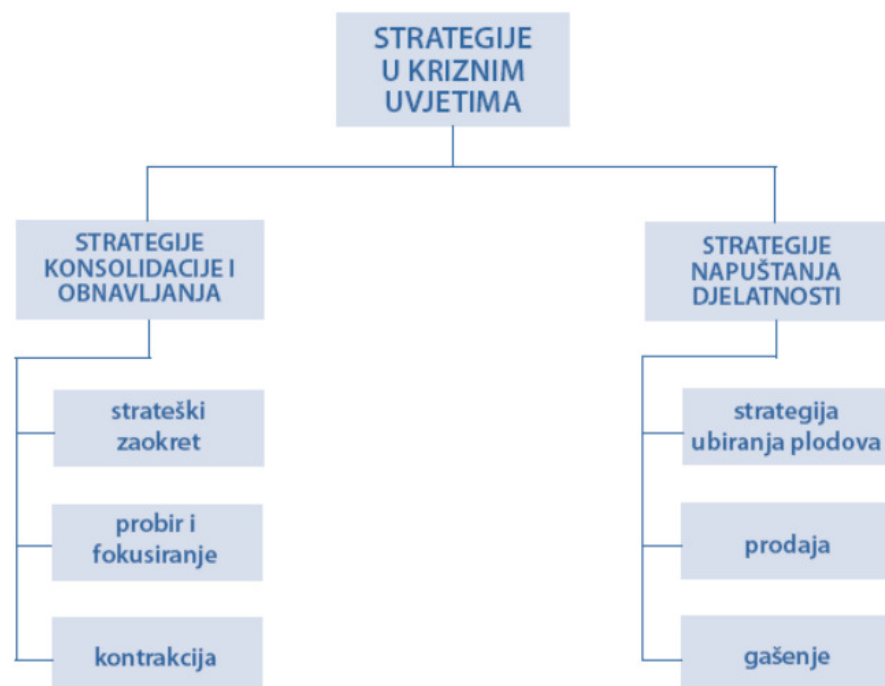 STRATEGIJE
U KRIZNIM
UVJETIMA
STRATEGIJE
KONSOLIDACIJE I
OBNAVLJANJA
strateški
zaokret
probir i
fokusiranje
kontrakcija
STRATEGIJE
NAPUŠTANJA
DJELATNOSTI
strategija
ubiranja plodova
prodaja
gašenje